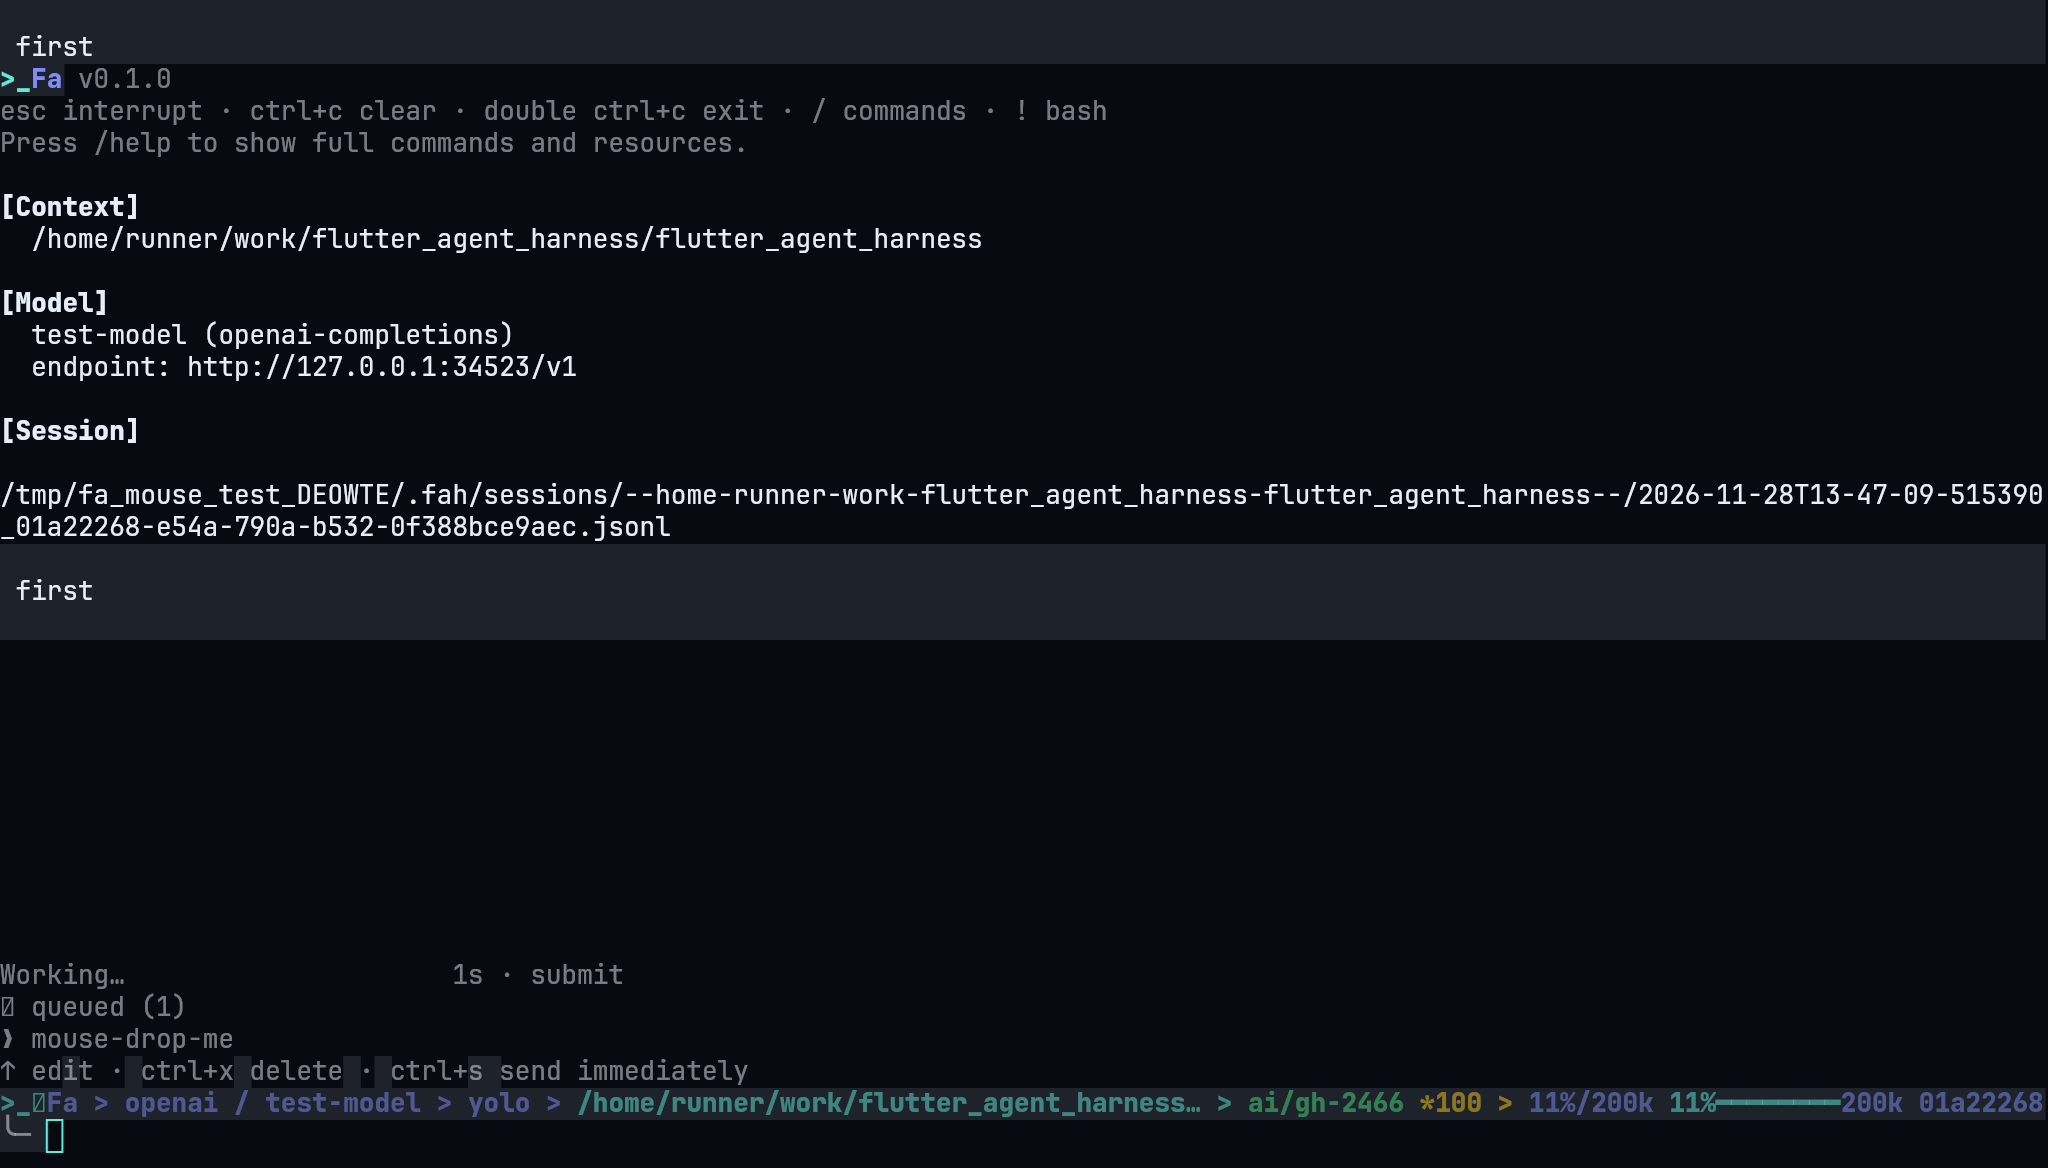 first
>_Fa v0.1.0
esc interrupt · ctrl+c clear · double ctrl+c exit · / commands · ! bash
Press /help to show full commands and resources.
[Context]
/home/runner/work/flutter_agent_harness/flutter_agent_harness
[Model]
test-model (openai-completions)
endpoint: http://127.0.0.1:34523/v1
[Session]
/tmp/fa_mouse_test_DEOWTE/.fah/sessions/--home-runner-work-flutter_agent_harness-flutter_agent_harness--/2026-11-28T13-47-09-515390
_01a22268-e54a-790a-b532-0f388bce9aec.jsonl
first
Working… 1s · submit
queued (1)
❯ mouse-drop-me
↑ edit · ctrl+x delete · ctrl+s send immediately
>_Fa > openai / test-model > yolo > /home/runner/work/flutter_agent_harness… > ai/gh-2466 *100 > 11%/200k 11%━━━━━━━━200k 01a22268